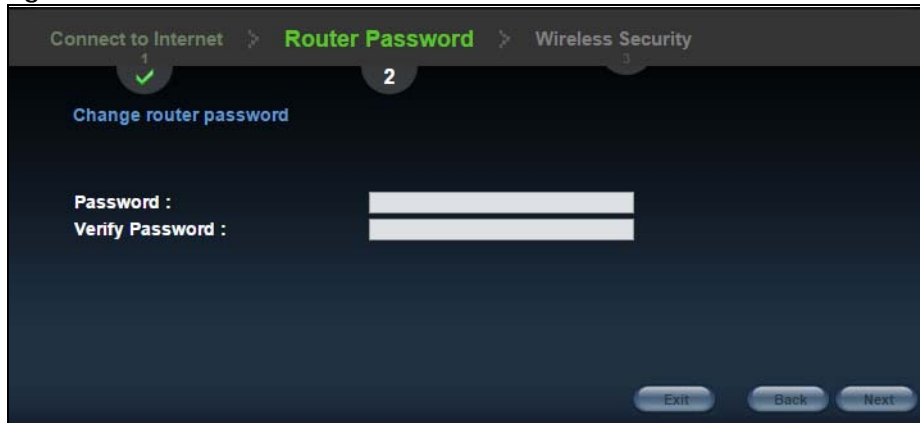 Connect to Internet > Router Password > Wireless Security
1
2
3
Change router password
Password :
Verify Password :
Exit Back Next